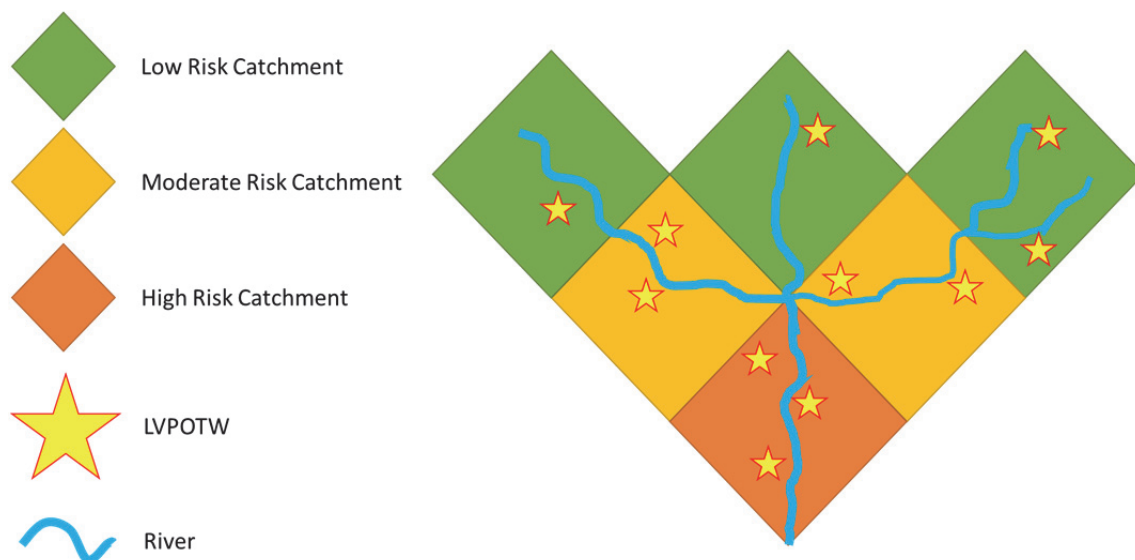 Low Risk Catchment
Moderate Risk Catchment
High Risk Catchment
LVPOTW
River